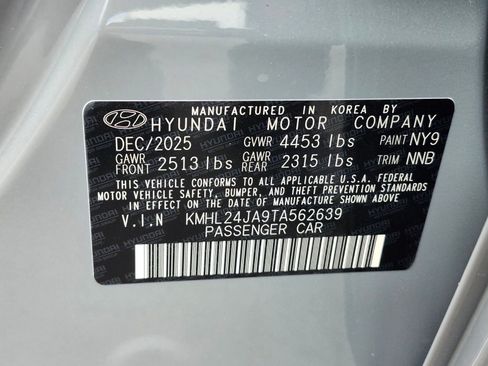 MANUFACTURED IN KOREA BY
HYUNDAI MOTOR COMPANY
DEC/2025 GVWR 4453 lbs PAINT NY9
GAWR FRONT 2513 lbs GAWR REAR 2315 lbs TRIM NNB
THIS VEHICLE CONFORMS TO ALL APPLICABLE U.S.A.FEDERAL
MOTOR VEHICLE SAFETY, BUMPER, AND THEFT PREVENTION STANDARDS
IN EFFECT ON THE DATE OF MANUFACTURE SHOWN ABOVE.
V.I.N KMHL24JA9TA562639
PASSENGER CAR